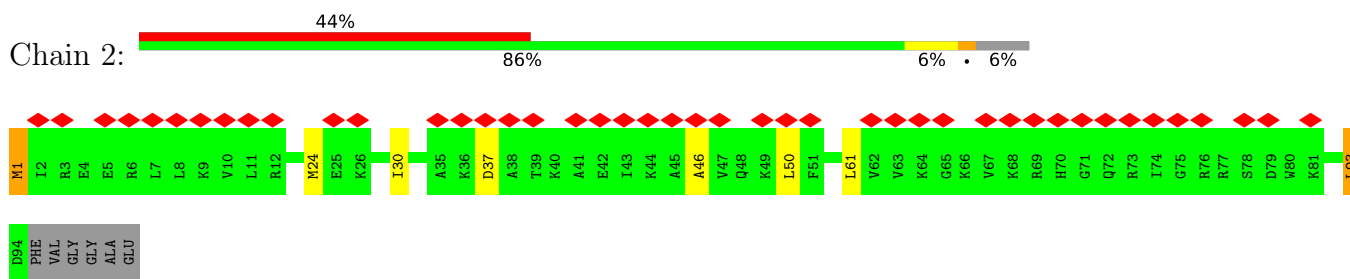 44%
Chain 2:
86% 6% • 6%
M1 I2 R3 E4 E5 R6 L7 L8 K9 V10 L11 R12 M24 E25 K26 I30 A35 K36 D37 A38 T39 K40 A41 E42 I43 K44 A45 A46 V47 Q48 K49 L50 F51 L61 V62 V63 K64 G65 K66 V67 K68 R69 H70 G71 Q72 R73 I74 G75 R76 R77 S78 D79 W80 K81 L93
D94 PHE VAL GLY GLY ALA GLU